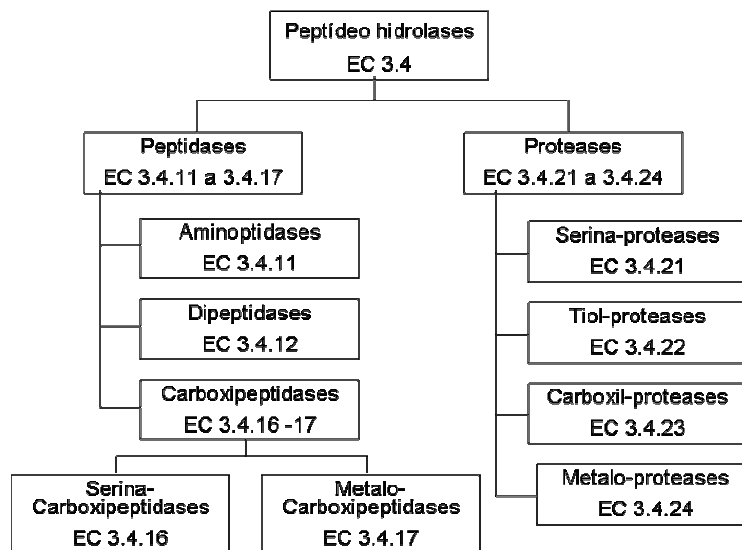 Peptídeo hidrolases
EC 3.4
Peptidases
EC 3.4.11 a 3.4.17
Aminoptidases
EC 3.4.11
Dipeptidases
EC 3.4.12
Carboxipeptidases
EC 3.4.16 -17
Serina-
Carboxipeptidases
EC 3.4.16
Metalo-
Carboxipeptidases
EC 3.4.17
Proteases
EC 3.4.21 a 3.4.24
Serina-proteases
EC 3.4.21
Tiol-proteases
EC 3.4.22
Carboxil-proteases
EC 3.4.23
Metalo-proteases
EC 3.4.24